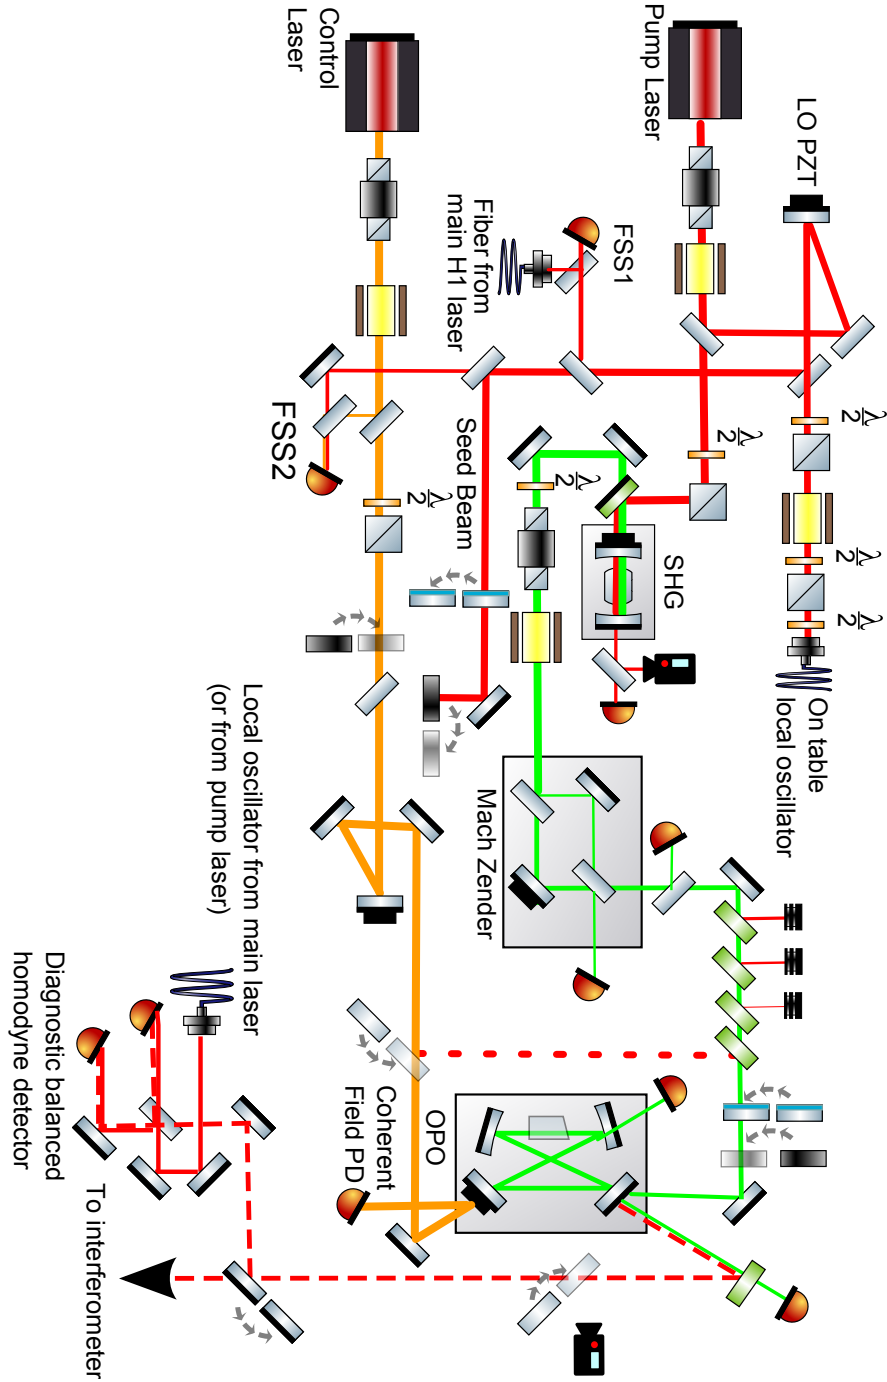 Control
Laser
Pump Laser
LO PZT
FSS1
Fiber from
main H1 laser
FSS2
Seed Beam
λ/2
λ/2
λ/2
λ/2
λ/2
λ/2
SHG
On table
local oscillator
Mach Zender
Local oscillator from main laser
(or from pump laser)
Diagnostic balanced
homodyne detector
Coherent
Field PD
OPO
To interferometer